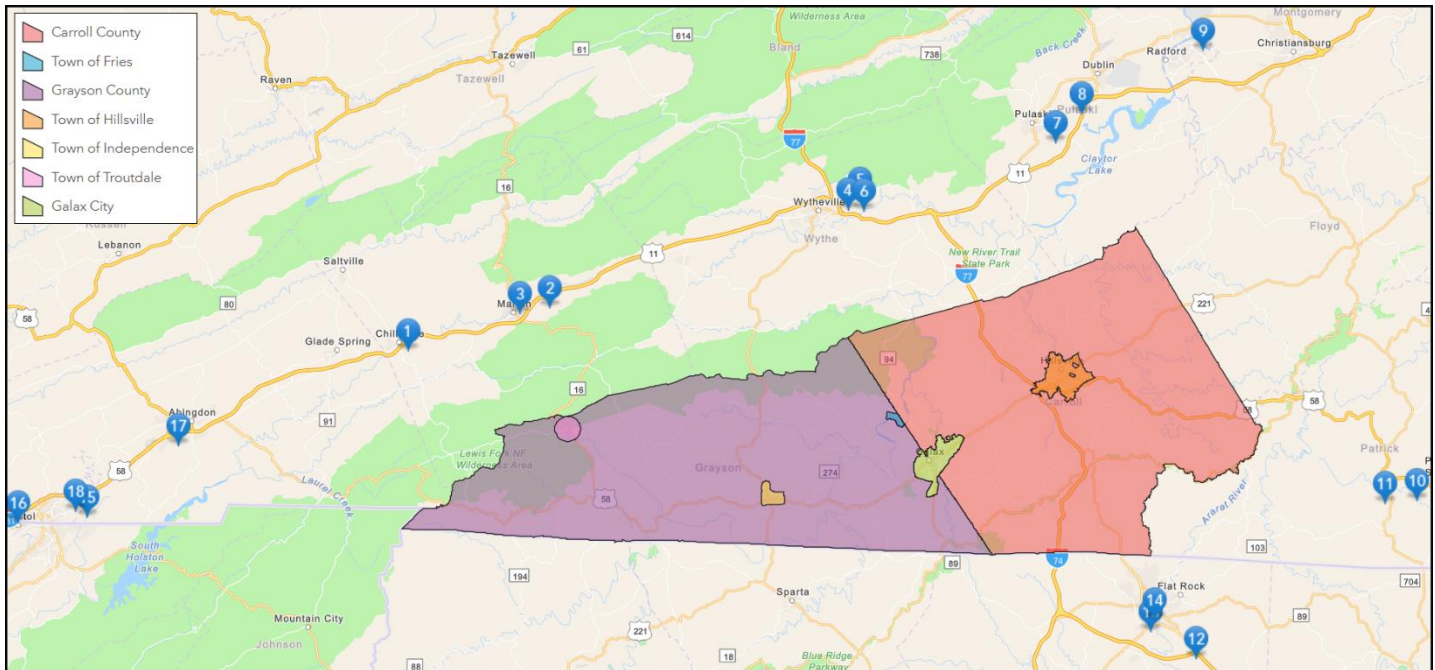 Carroll County
Town of Fries
Grayson County
Town of Hillsville
Town of Independence
Town of Troutdale
Galax City
Wilderness Area
Montgomery
9
614
61
Bland
738
Back Creek
Radford
Christiansburg
Tazewell
Dublin
Raven
Tazewell
8
Pulaski
77
7
Claytor
Lake
16
11
5
4
6
Wytheville
Russell
Lebanon
Wythe
Floyd
11
New River Trail
State Park
Saltville
77
80
3
2
221
58
1
Glade Spring
94
16
58
58
Abingdon
17
91
Carroll
Patrick
58
Lewis Fork NF
Wilderness Area
Grayson
274
11
10
18
16
Laurel Creek
58
Ararat River
South
Holston
Lake
103
89
74
194
704
Sparta
14
Flat Rock
Mountain City
89
221
12
Johnson
18
88
Blue Ridge
Parkway